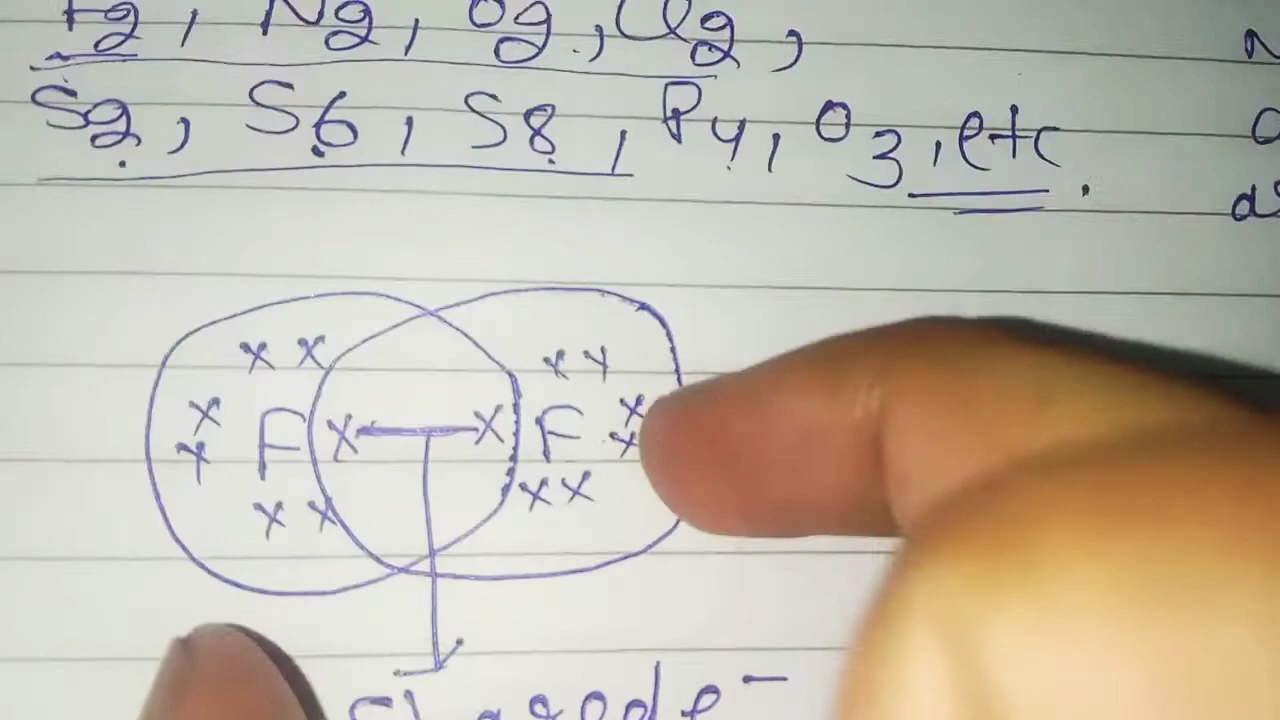 F2, N2, O2, Cl2,
S2, S6, S8, P4, O3, etc.
x x x x
x x
x F x x F x
x x x x
e-